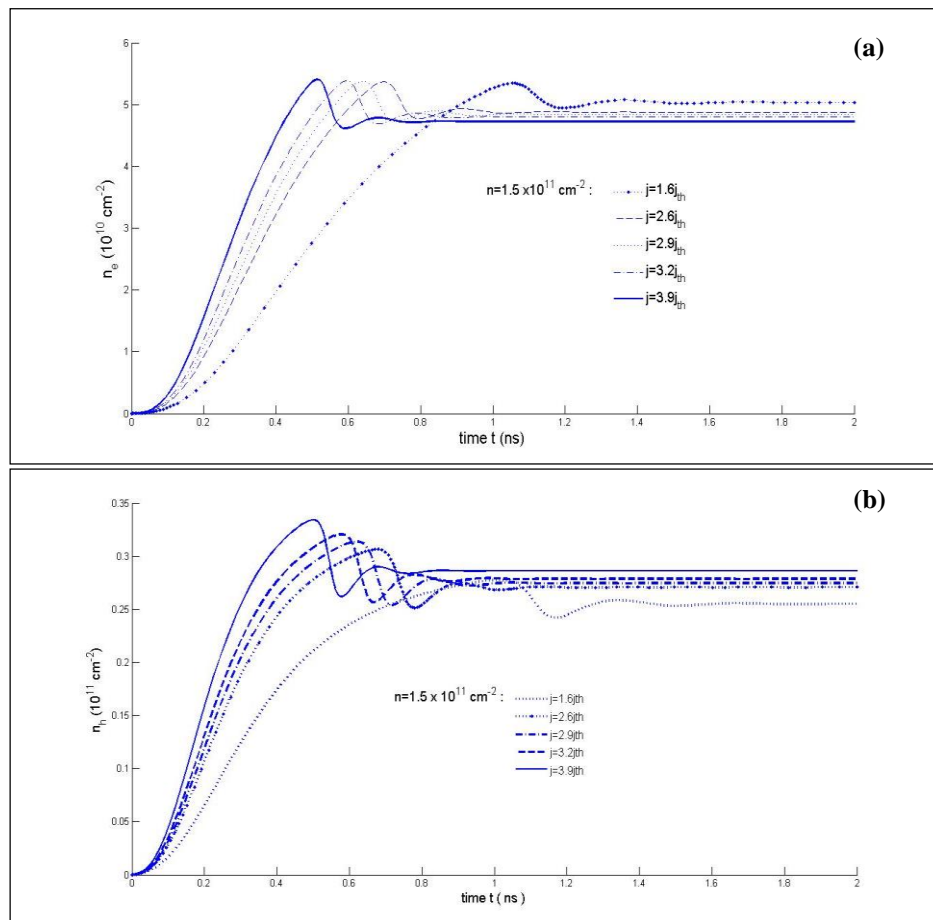 (a)
6
5
4
3
2
1
0
n_e (10^10 cm^-2)
n=1.5 x10^11 cm^-2 :
j=1.6j_th
j=2.6j_th
j=2.9j_th
j=3.2j_th
j=3.9j_th
0 0.2 0.4 0.6 0.8 1 1.2 1.4 1.6 1.8 2
time t (ns)
(b)
0.35
0.3
0.25
0.2
0.15
0.1
0.05
0
n_h (10^11 cm^-2)
n=1.5 x 10^11 cm^-2 :
j=1.6jth
j=2.6jth
j=2.9jth
j=3.2jth
j=3.9jth
0 0.2 0.4 0.6 0.8 1 1.2 1.4 1.6 1.8 2
time t ( ns )